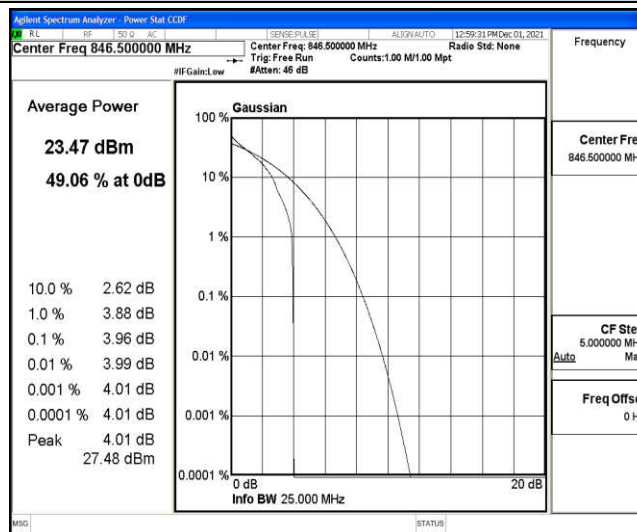 Agilent Spectrum Analyzer - Power Stat CCDF
RL RF 50 Ω AC SENSE:PULSE ALIGN AUTO 12:59:31 PM Dec 01, 2021
Center Freq 846.500000 MHz
Center Freq: 846.500000 MHz Radio Std: None
Trig: Free Run Counts:1.00 M/1.00 Mpt
#IFGain:Low #Atten: 46 dB
Frequency
Average Power
23.47 dBm
49.06 % at 0dB
10.0 % 2.62 dB
1.0 % 3.88 dB
0.1 % 3.96 dB
0.01 % 3.99 dB
0.001 % 4.01 dB
0.0001 % 4.01 dB
Peak 4.01 dB
27.48 dBm
Gaussian
100 %
10 %
1 %
0.1 %
0.01 %
0.001 %
0.0001 %
0 dB 20 dB
Info BW 25.000 MHz
Center Fre
846.500000 MH
CF Ste
5.000000 MH
Auto Ma
Freq Offs
0 H
MSG STATUS